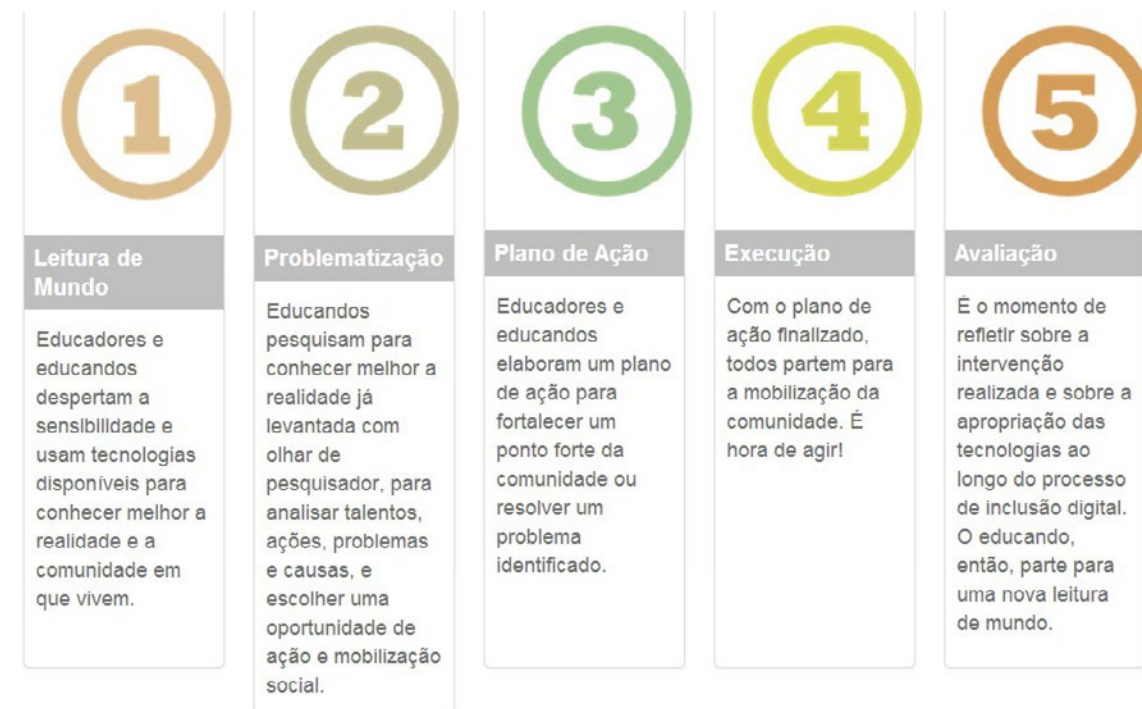 1
Leitura de
Mundo
Educadores e
educandos
despertam a
sensibilidade e
usam tecnologias
disponíveis para
conhecer melhor a
realidade e a
comunidade em
que vivem.
2
Problematização
Educandos
pesquisam para
conhecer melhor a
realidade já
levantada com
olhar de
pesquisador, para
analisar talentos,
ações, problemas
e causas, e
escolher uma
oportunidade de
ação e mobilização
social.
3
Plano de Ação
Educadores e
educandos
elaboram um plano
de ação para
fortalecer um
ponto forte da
comunidade ou
resolver um
problema
identificado.
4
Execução
Com o plano de
ação finalizado,
todos partem para
a mobilização da
comunidade. É
hora de agir!
5
Avaliação
É o momento de
refletir sobre a
intervenção
realizada e sobre a
apropriação das
tecnologias ao
longo do processo
de inclusão digital.
O educando,
então, parte para
uma nova leitura
de mundo.